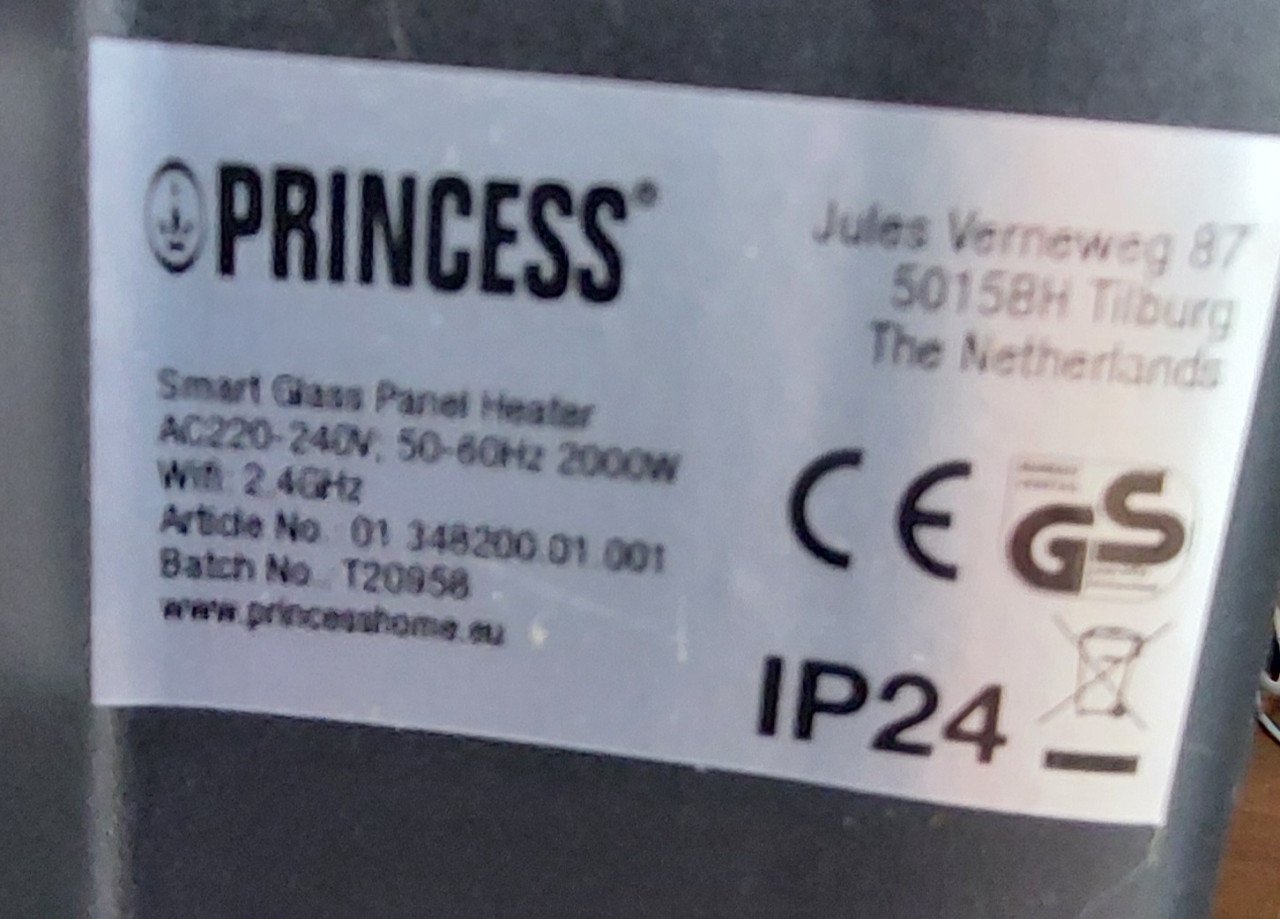 PRINCESS®
Jules Verneweg 87
5015BH Tilburg
The Netherlands
Smart Glass Panel Heater
AC220-240V; 50-60Hz 2000W
Wifi: 2.4GHz
Article No.: 01.348200.01.001
Batch No.: T20958
www.princesshome.eu
CE
GS
IP24